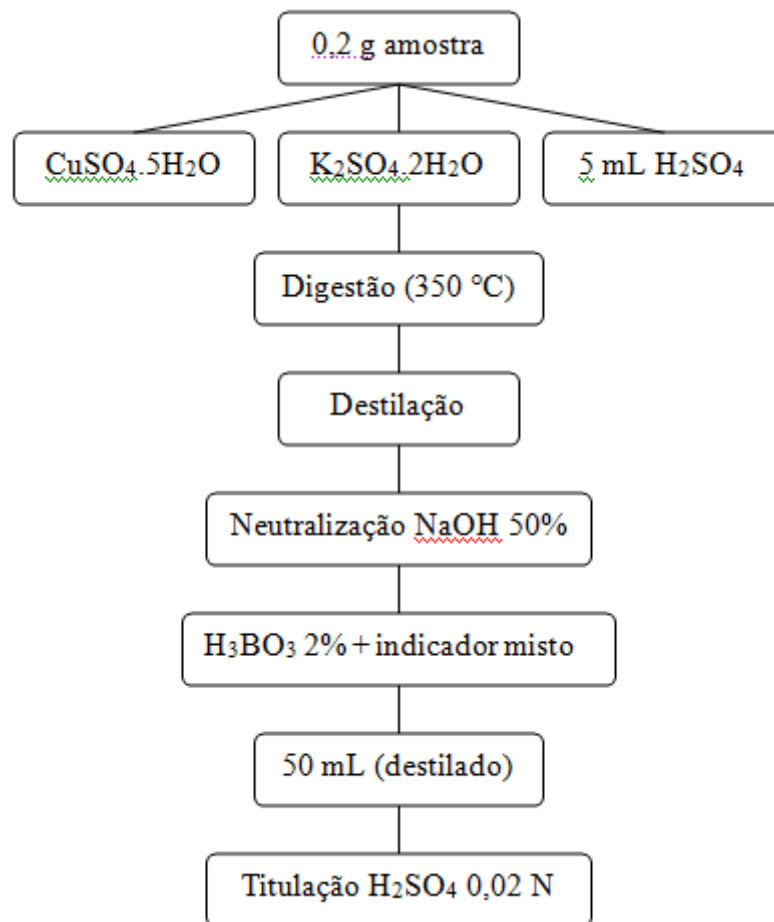 0,2 g amostra
CuSO₄.5H₂O
K₂SO₄.2H₂O
5 mL H₂SO₄
Digestão (350 °C)
Destilação
Neutralização NaOH 50%
H₃BO₃ 2% + indicador misto
50 mL (destilado)
Titulação H₂SO₄ 0,02 N